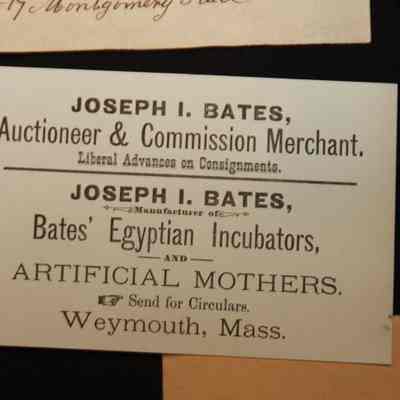 Montgomery
JOSEPH I. BATES,
Auctioneer & Commission Merchant.
Liberal Advances on Consignments.
JOSEPH I. BATES,
Manufacturer of
Bates' Egyptian Incubators,
AND
ARTIFICIAL MOTHERS.
☞ Send for Circulars.
Weymouth, Mass.